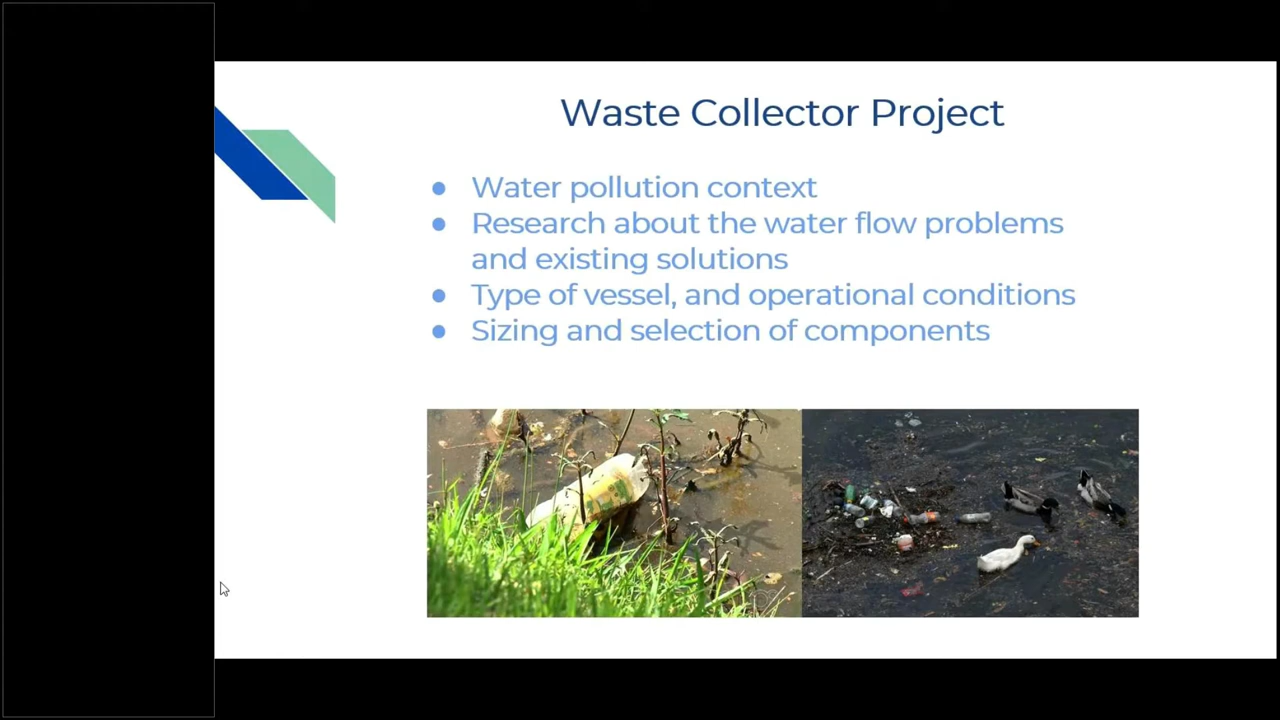 Waste Collector Project
● Water pollution context
● Research about the water flow problems
and existing solutions
● Type of vessel, and operational conditions
● Sizing and selection of components